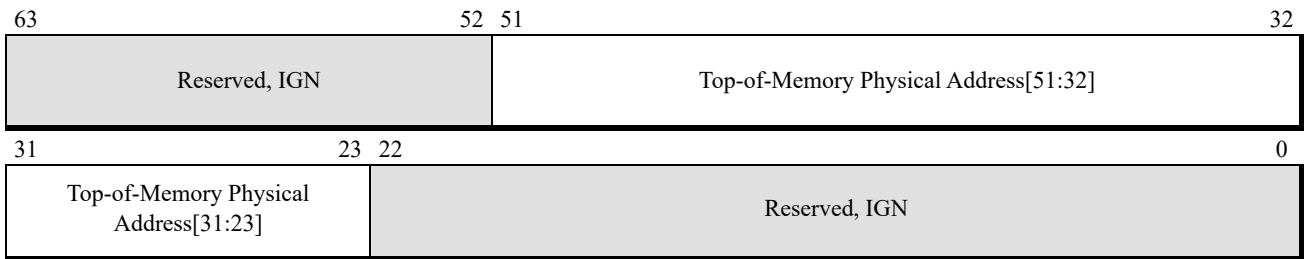 63 52 51 32
Reserved, IGN Top-of-Memory Physical Address[51:32]
31 23 22 0
Top-of-Memory Physical
Address[31:23]
Reserved, IGN